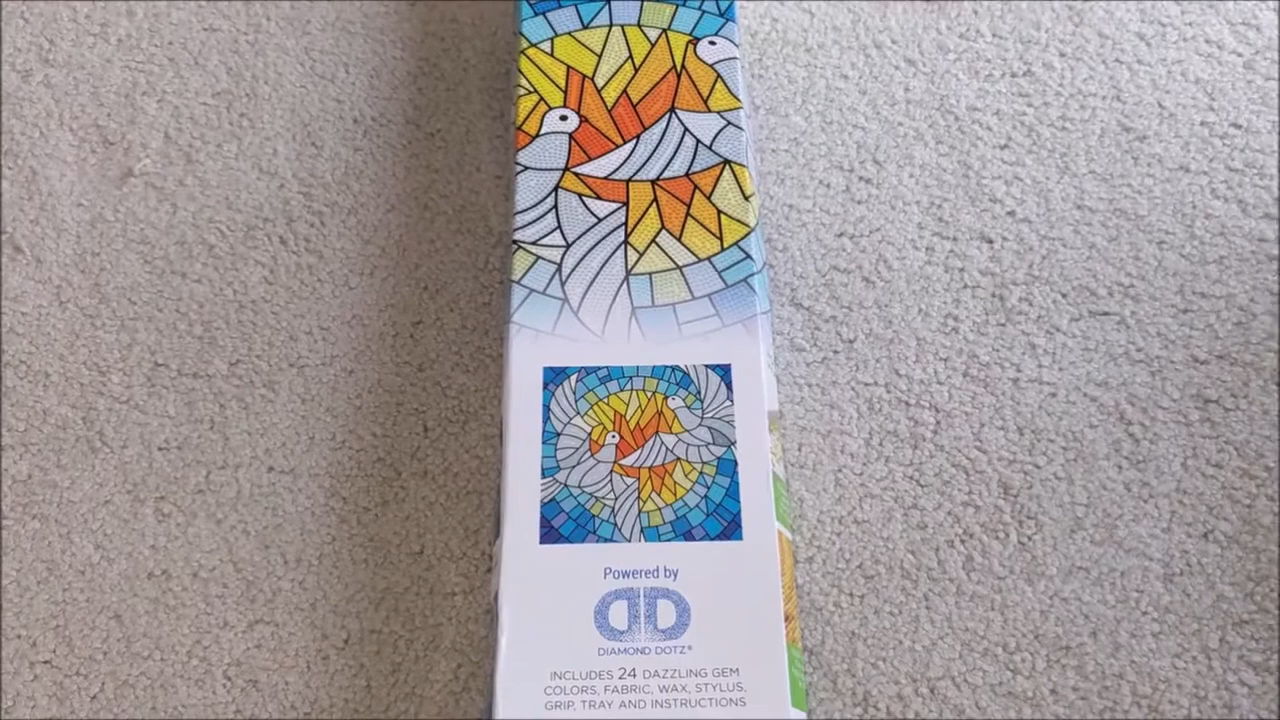 Powered by
DIAMOND DOTZ®
INCLUDES 24 DAZZLING GEM
COLORS, FABRIC, WAX, STYLUS,
GRIP, TRAY AND INSTRUCTIONS